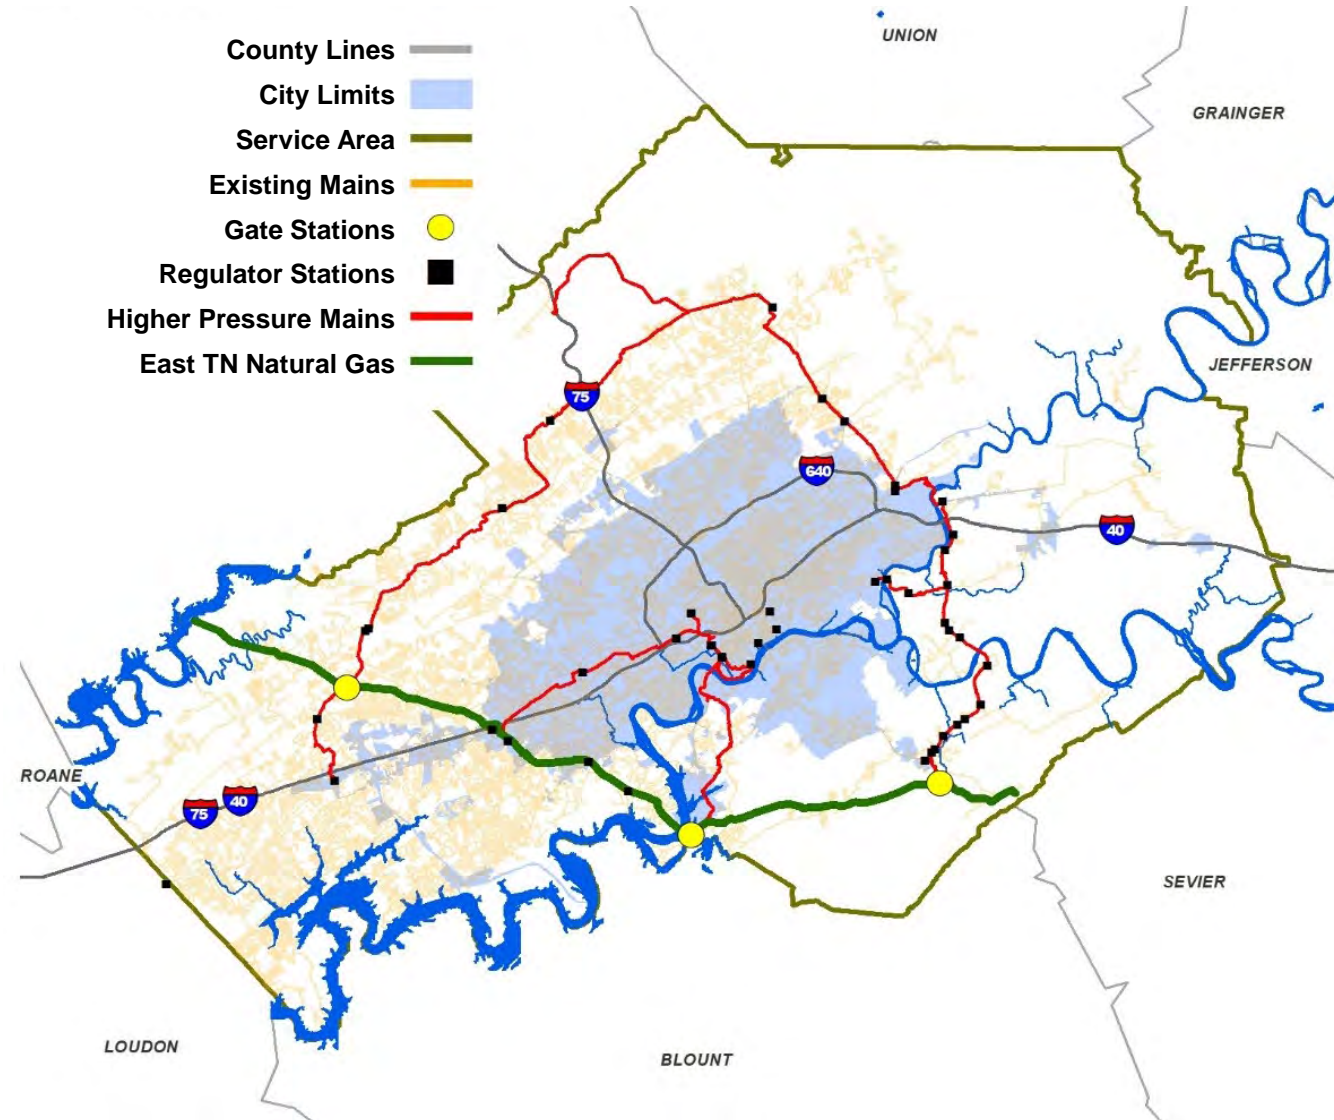 County Lines
City Limits
Service Area
Existing Mains
Gate Stations
Regulator Stations
Higher Pressure Mains
East TN Natural Gas
UNION
GRAINGER
JEFFERSON
75
640
40
ROANE
75
40
SEVIER
LOUDON
BLOUNT